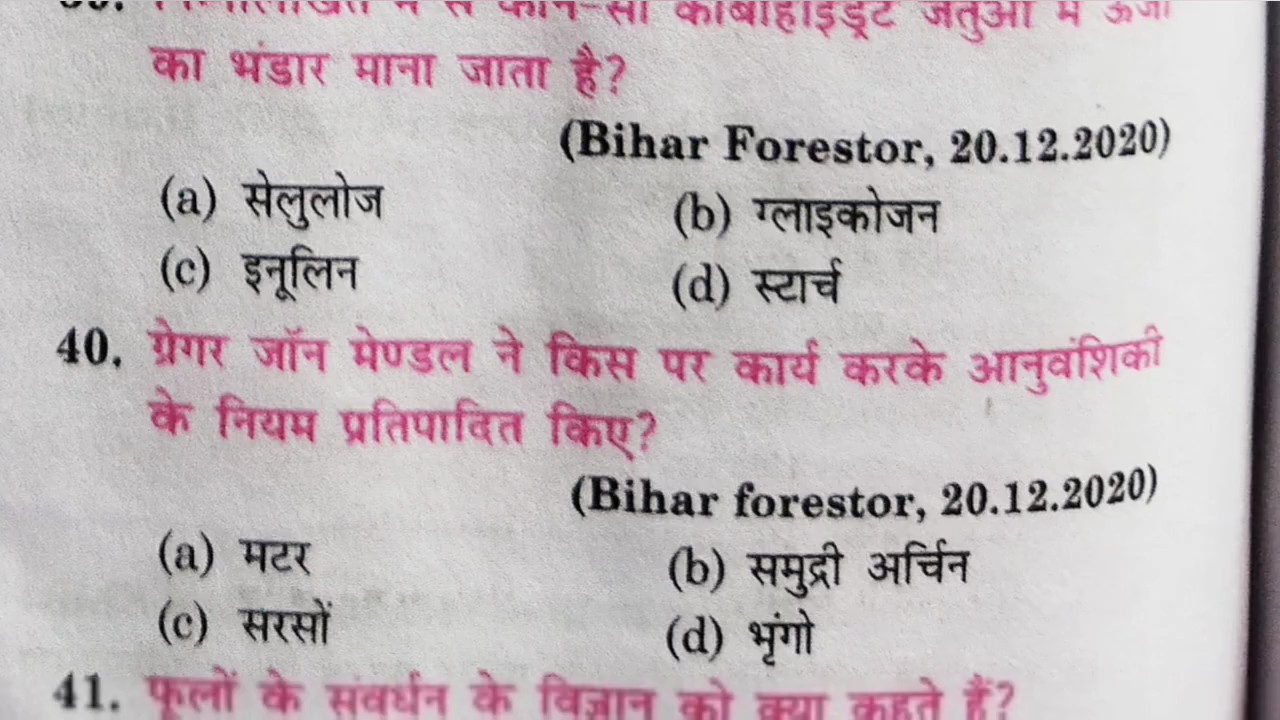 का भंडार माना जाता है?
(Bihar Forestor, 20.12.2020)
(a) सेलुलोज (b) ग्लाइकोजन
(c) इनूलिन (d) स्टार्च
40. ग्रेगर जॉन मेण्डल ने किस पर कार्य करके आनुवंशिकी
के नियम प्रतिपादित किए?
(Bihar forestor, 20.12.2020)
(a) मटर (b) समुद्री अर्चिन
(c) सरसों (d) भृंगो
41. फूलों के संवर्धन के विज्ञान को क्या कहते हैं?